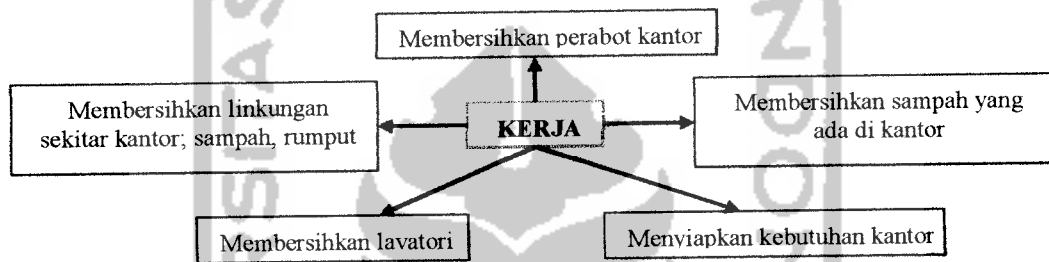 Membersihkan perabot kantor
Membersihkan linkungan
sekitar kantor; sampah, rumput
KERJA
Membersihkan sampah yang
ada di kantor
Membersihkan lavatori
Menyiapkan kebutuhan kantor